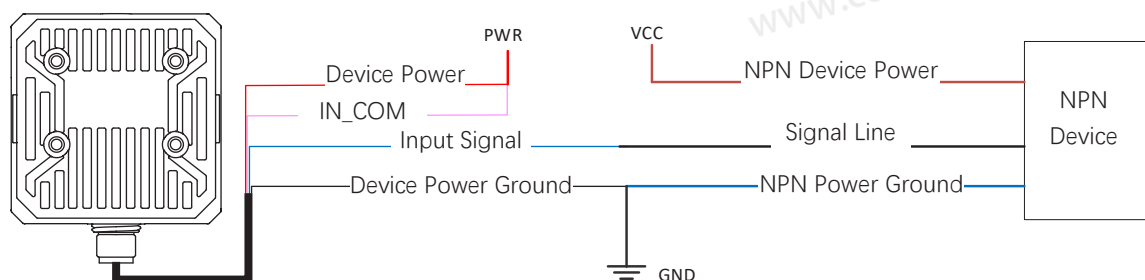 PWR
VCC
Device Power
NPN Device Power
IN_COM
NPN
Device
Input Signal
Signal Line
Device Power Ground
NPN Power Ground
GND